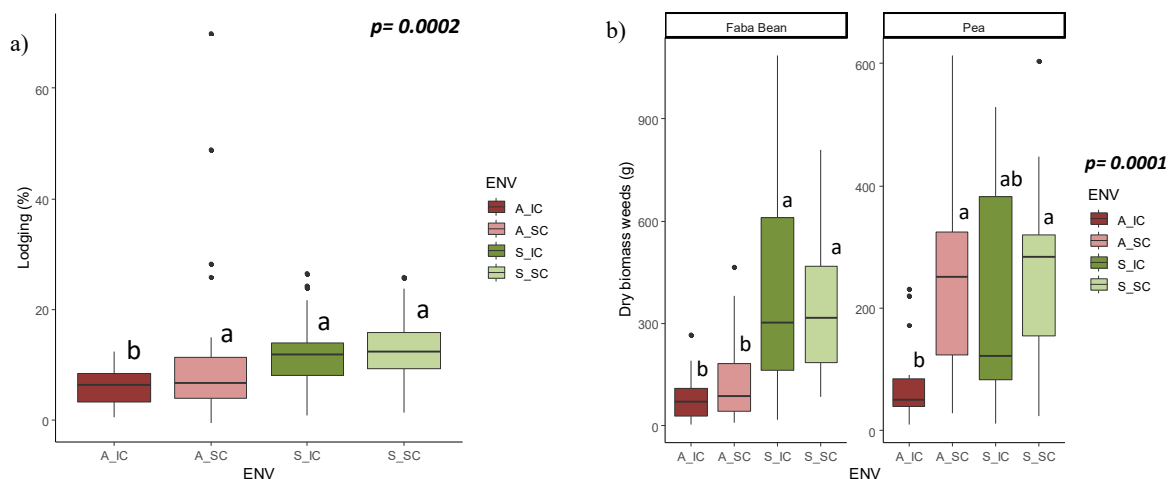 a)
p= 0.0002
60
40
20
0
Lodging (%)
b
a
a
a
A_IC
A_SC
S_IC
S_SC
ENV
ENV
A_IC
A_SC
S_IC
S_SC
b)
Faba Bean
Pea
900
600
300
0
Dry biomass weeds (g)
b
b
a
a
600
400
200
0
b
a
ab
a
A_IC
A_SC
S_IC
S_SC
A_IC
A_SC
S_IC
S_SC
ENV
p= 0.0001
ENV
A_IC
A_SC
S_IC
S_SC